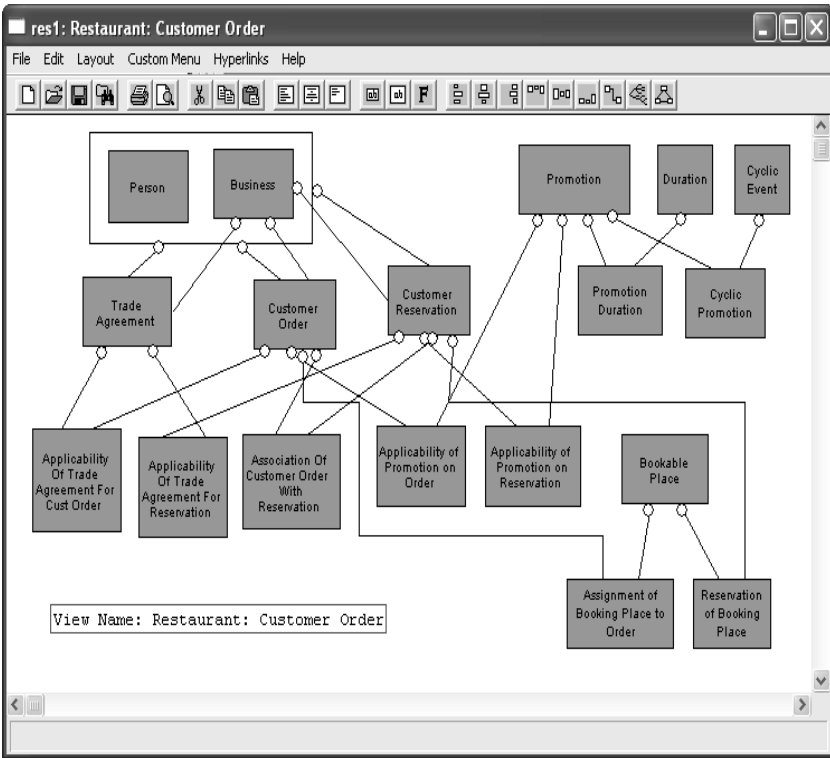 res1: Restaurant: Customer Order
File Edit Layout Custom Menu Hyperlinks Help
ab ab F
Person
Business
Promotion
Duration
Cyclic
Event
Trade
Agreement
Customer
Order
Customer
Reservation
Promotion
Duration
Cyclic
Promotion
Applicability
Of Trade
Agreement For
Cust Order
Applicability
Of Trade
Agreement For
Reservation
Association Of
Customer Order
With
Reservation
Applicability of
Promotion on
Order
Applicability of
Promotion on
Reservation
Bookable
Place
Assignment of
Booking Place to
Order
Reservation
of Booking
Place
View Name: Restaurant: Customer Order